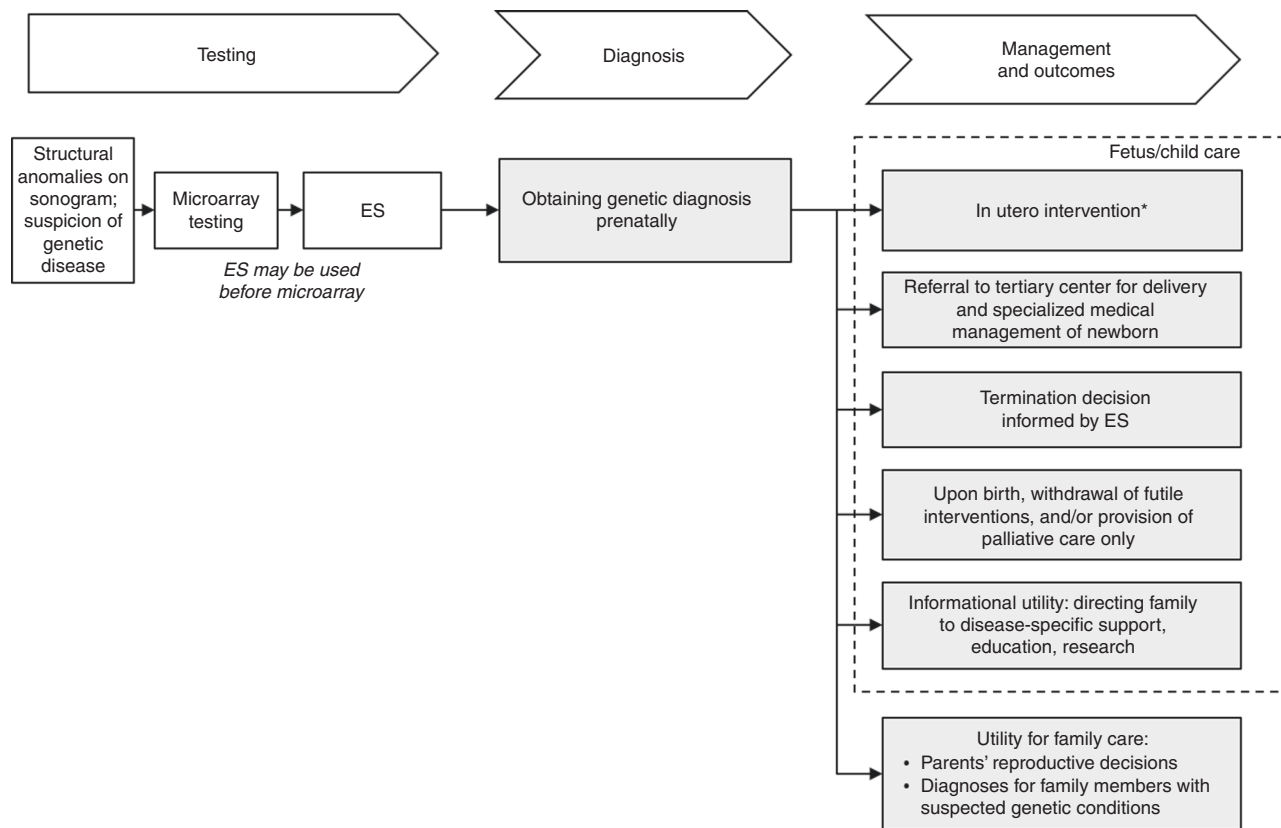 Testing
Diagnosis
Management
and outcomes
Structural
anomalies on
sonogram;
suspicion of
genetic
disease
Microarray
testing
ES
ES may be used
before microarray
Obtaining genetic diagnosis
prenatally
Fetus/child care
In utero intervention*
Referral to tertiary center for delivery
and specialized medical
management of newborn
Termination decision
informed by ES
Upon birth, withdrawal of futile
interventions, and/or provision of
palliative care only
Informational utility: directing family
to disease-specific support,
education, research
Utility for family care:
• Parents’ reproductive decisions
• Diagnoses for family members with
suspected genetic conditions